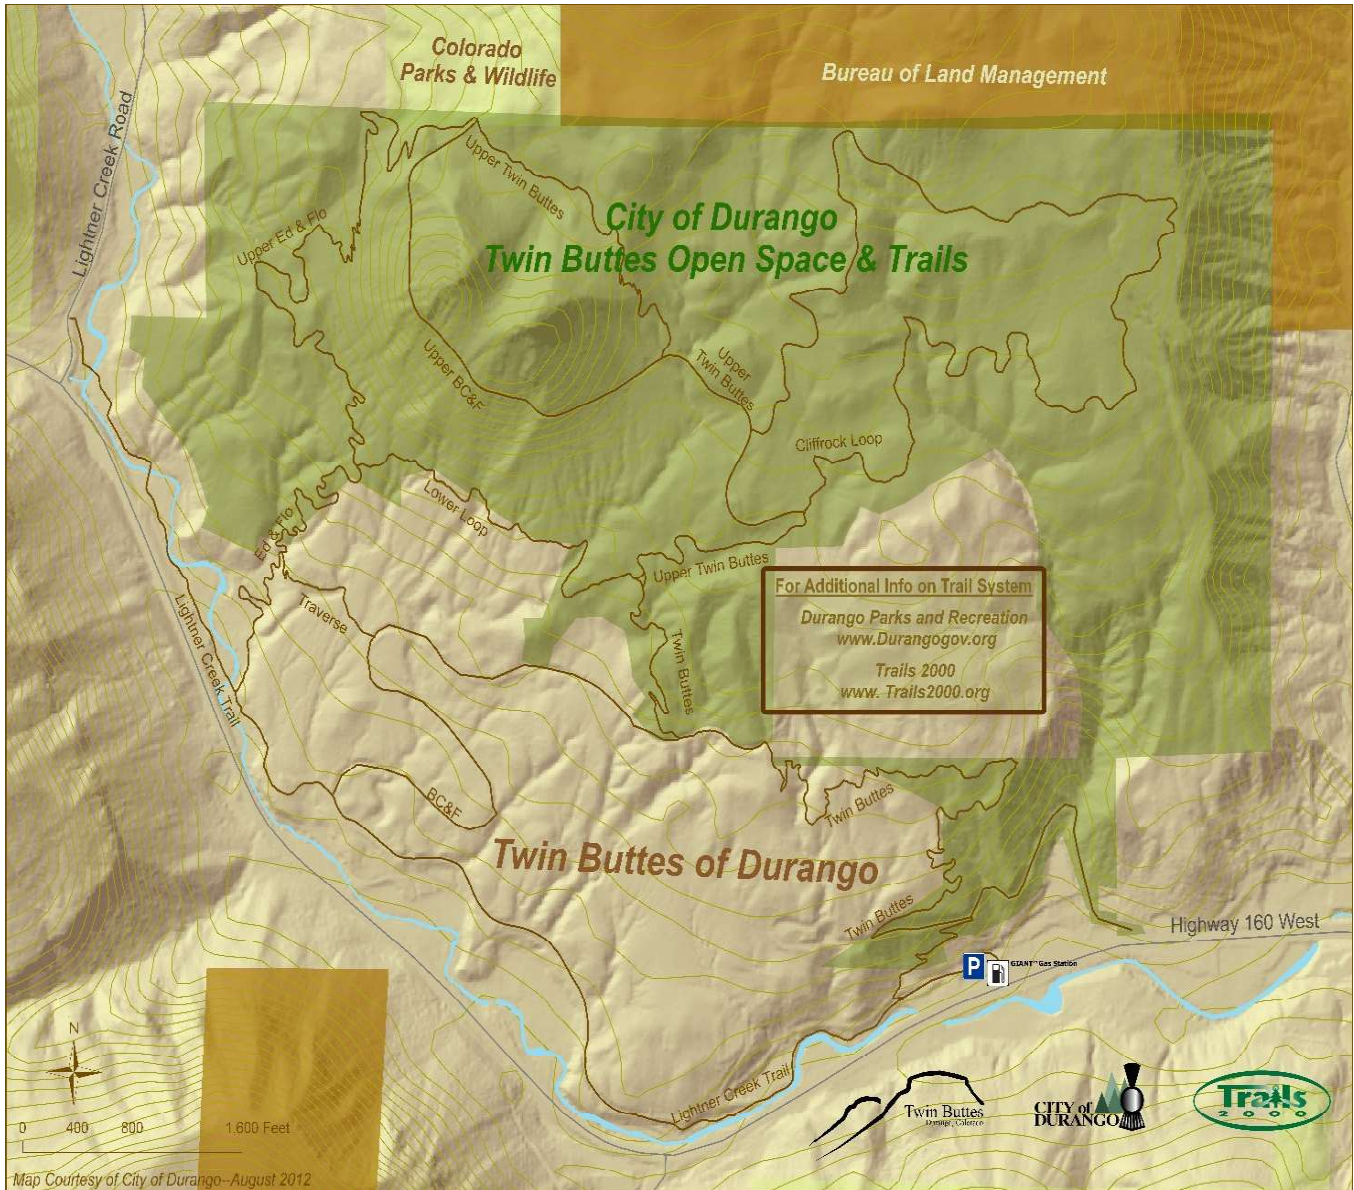 Colorado
Parks & Wildlife
Bureau of Land Management
Lightner Creek Road
Upper Twin Buttes
City of Durango
Twin Buttes Open Space & Trails
Upper Ed & Flo
Upper BC&F
Upper
Twin Buttes
Cliffrock Loop
Lower Loop
Ed & Flo
Upper Twin Buttes
For Additional Info on Trail System
Durango Parks and Recreation
www.Durangogov.org
Trails 2000
www. Trails2000.org
Traverse
Lightner Creek Trail
Twin Buttes
BC&F
Twin Buttes
Twin Buttes of Durango
Twin Buttes
Highway 160 West
P
GIANT Gas Station
N
Lightner Creek Trail
Twin Buttes
Durango, Colorado
CITY of
DURANGO
Trails
2000
0 400 800 1,600 Feet
Map Courtesy of City of Durango--August 2012